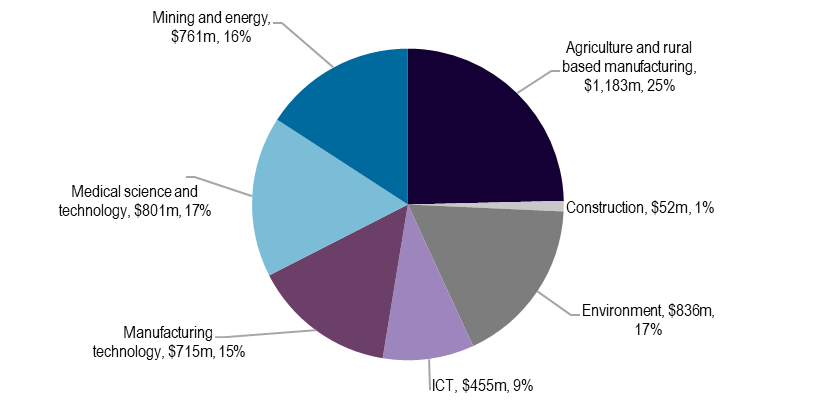 Mining and energy,
$761m, 16%
Agriculture and rural
based manufacturing,
$1,183m, 25%
Medical science and
technology, $801m, 17%
Construction, $52m, 1%
Environment, $836m,
17%
Manufacturing
technology, $715m, 15%
ICT, $455m, 9%